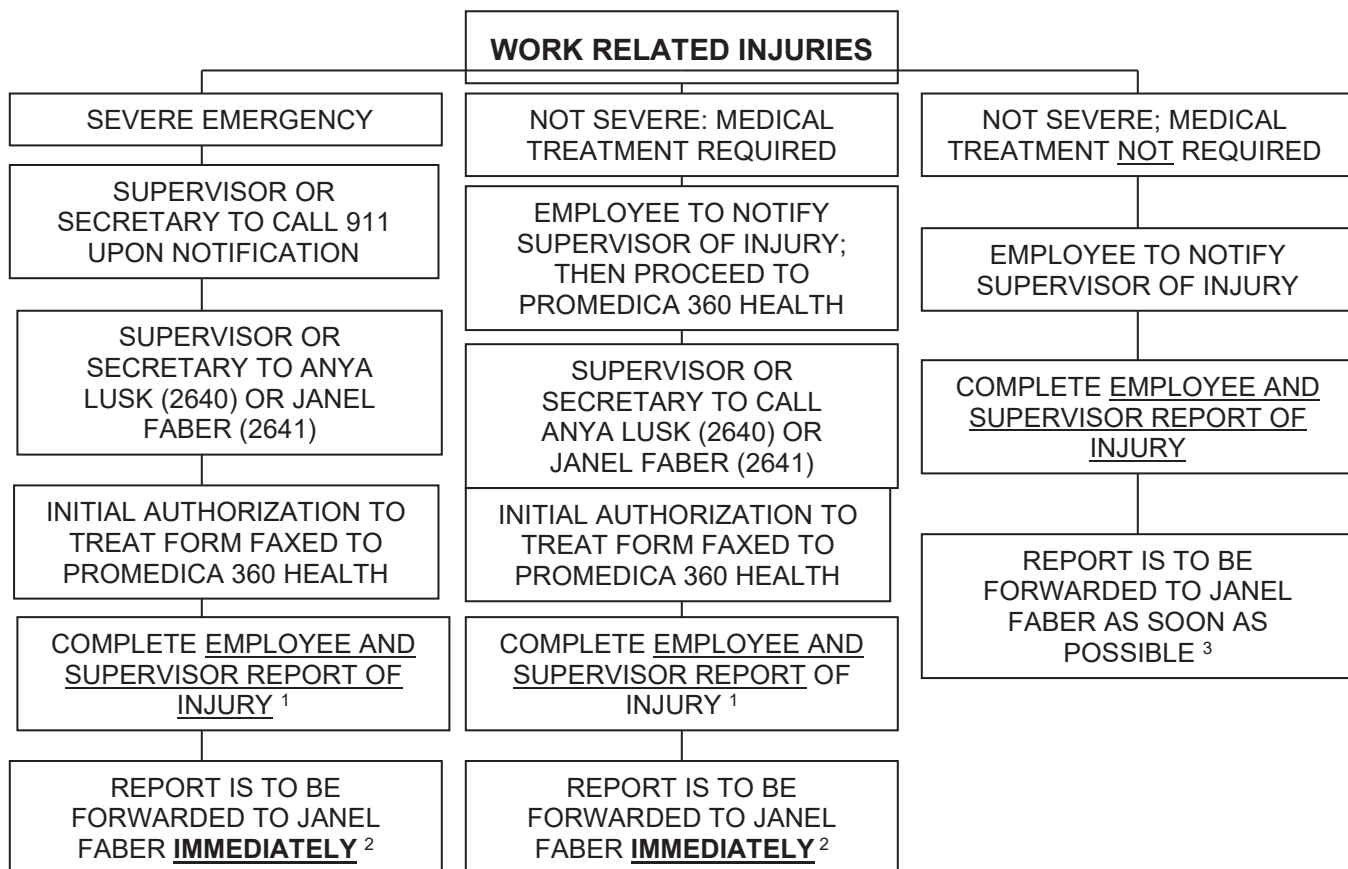 WORK RELATED INJURIES
SEVERE EMERGENCY
SUPERVISOR OR
SECRETARY TO CALL 911
UPON NOTIFICATION
SUPERVISOR OR
SECRETARY TO ANYA
LUSK (2640) OR JANEL
FABER (2641)
INITIAL AUTHORIZATION TO
TREAT FORM FAXED TO
PROMEDICA 360 HEALTH
COMPLETE EMPLOYEE AND
SUPERVISOR REPORT OF
INJURY 1
REPORT IS TO BE
FORWARDED TO JANEL
FABER IMMEDIATELY 2
NOT SEVERE: MEDICAL
TREATMENT REQUIRED
EMPLOYEE TO NOTIFY
SUPERVISOR OF INJURY;
THEN PROCEED TO
PROMEDICA 360 HEALTH
SUPERVISOR OR
SECRETARY TO CALL
ANYA LUSK (2640) OR
JANEL FABER (2641)
INITIAL AUTHORIZATION TO
TREAT FORM FAXED TO
PROMEDICA 360 HEALTH
COMPLETE EMPLOYEE AND
SUPERVISOR REPORT OF
INJURY 1
REPORT IS TO BE
FORWARDED TO JANEL
FABER IMMEDIATELY 2
NOT SEVERE; MEDICAL
TREATMENT NOT REQUIRED
EMPLOYEE TO NOTIFY
SUPERVISOR OF INJURY
COMPLETE EMPLOYEE AND
SUPERVISOR REPORT OF
INJURY
REPORT IS TO BE
FORWARDED TO JANEL
FABER AS SOON AS
POSSIBLE 3